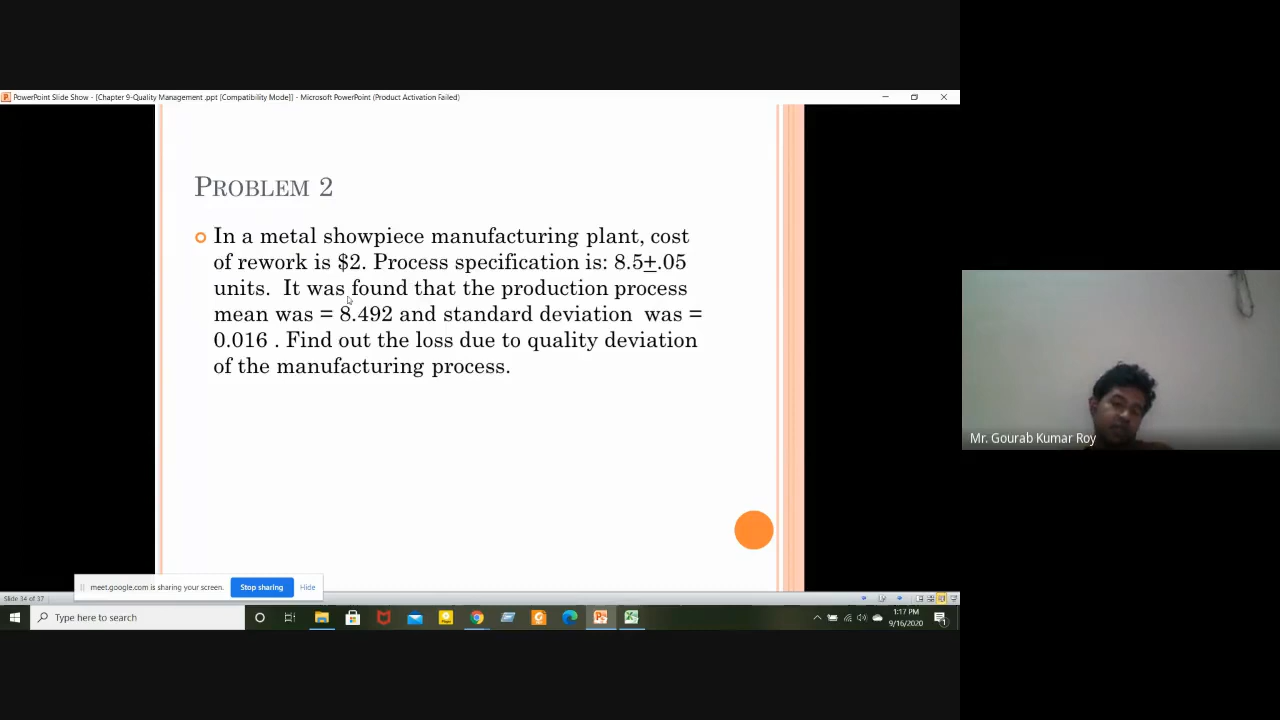 PowerPoint Slide Show - [Chapter 9-Quality Management .ppt [Compatibility Mode]] - Microsoft PowerPoint (Product Activation Failed)
PROBLEM 2
In a metal showpiece manufacturing plant, cost
of rework is $2. Process specification is: 8.5±.05
units. It was found that the production process
mean was = 8.492 and standard deviation was =
0.016 . Find out the loss due to quality deviation
of the manufacturing process.
Mr. Gourab Kumar Roy
meet.google.com is sharing your screen.
Stop sharing
Hide
Slide 34 of 37
Type here to search
1:17 PM
9/16/2020